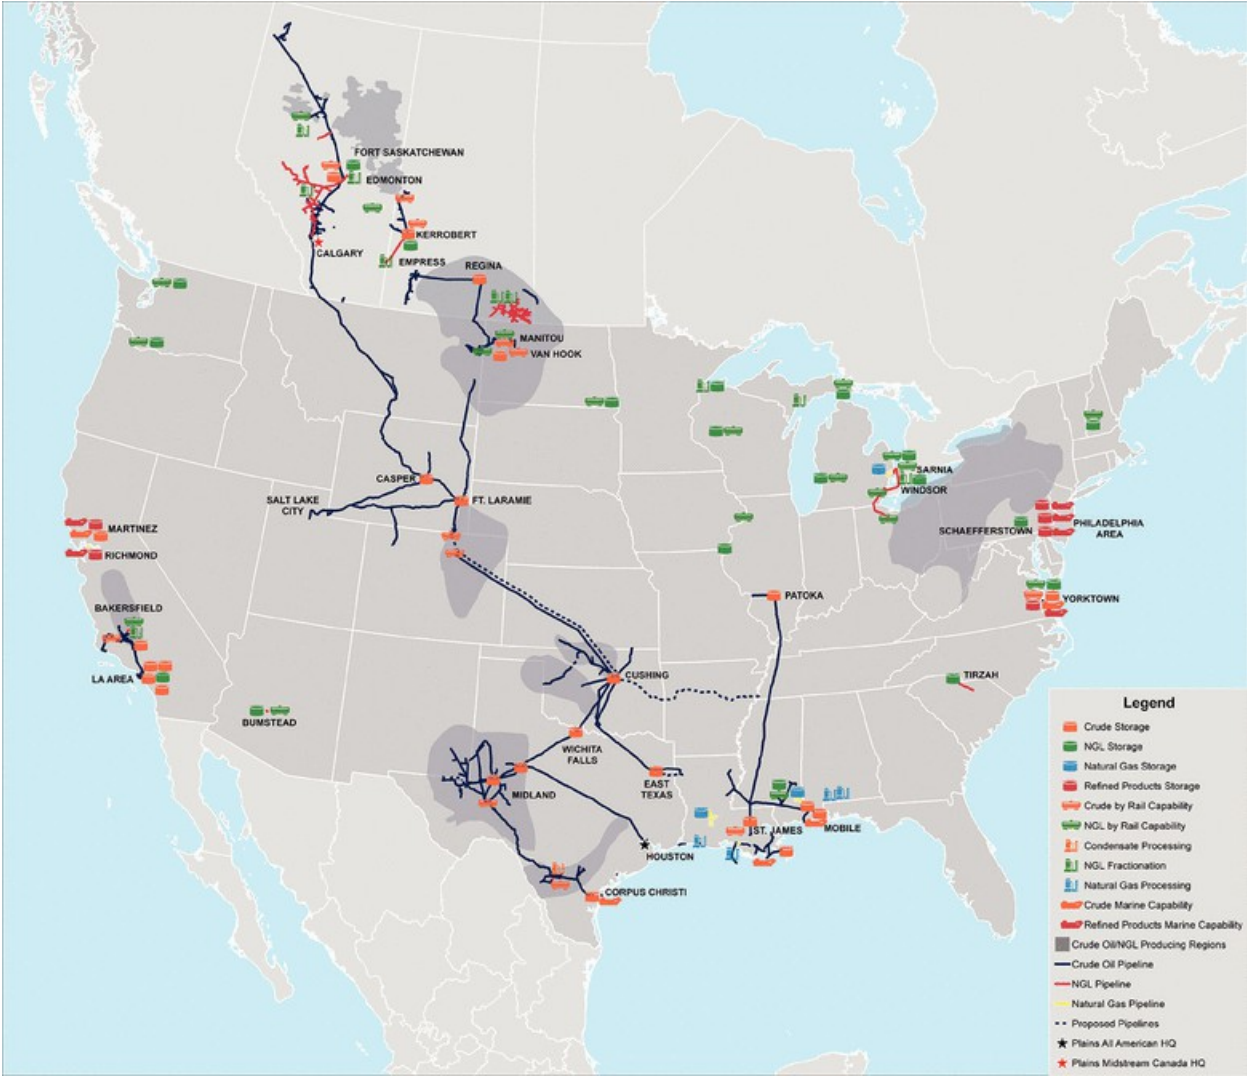 FORT SASKATCHEWAN
EDMONTON
KERROBERT
CALGARY
EMPRESS
REGINA
MANITOU
VAN HOOK
CASPER
SALT LAKE
CITY
FT. LARAMIE
SARNIA
WINDSOR
SCHAEFFERSTOWN
PHILADELPHIA
AREA
MARTINEZ
RICHMOND
PATOKA
YORKTOWN
BAKERSFIELD
LA AREA
CUSHING
TIRZAH
BUMSTEAD
WICHITA
FALLS
MIDLAND
EAST
TEXAS
ST. JAMES
MOBILE
HOUSTON
CORPUS CHRISTI
Legend
Crude Storage
NGL Storage
Natural Gas Storage
Refined Products Storage
Crude by Rail Capability
NGL by Rail Capability
Condensate Processing
NGL Fractionation
Natural Gas Processing
Crude Marine Capability
Refined Products Marine Capability
Crude Oil/NGL Producing Regions
Crude Oil Pipeline
NGL Pipeline
Natural Gas Pipeline
Proposed Pipelines
Plains All American HQ
Plains Midstream Canada HQ